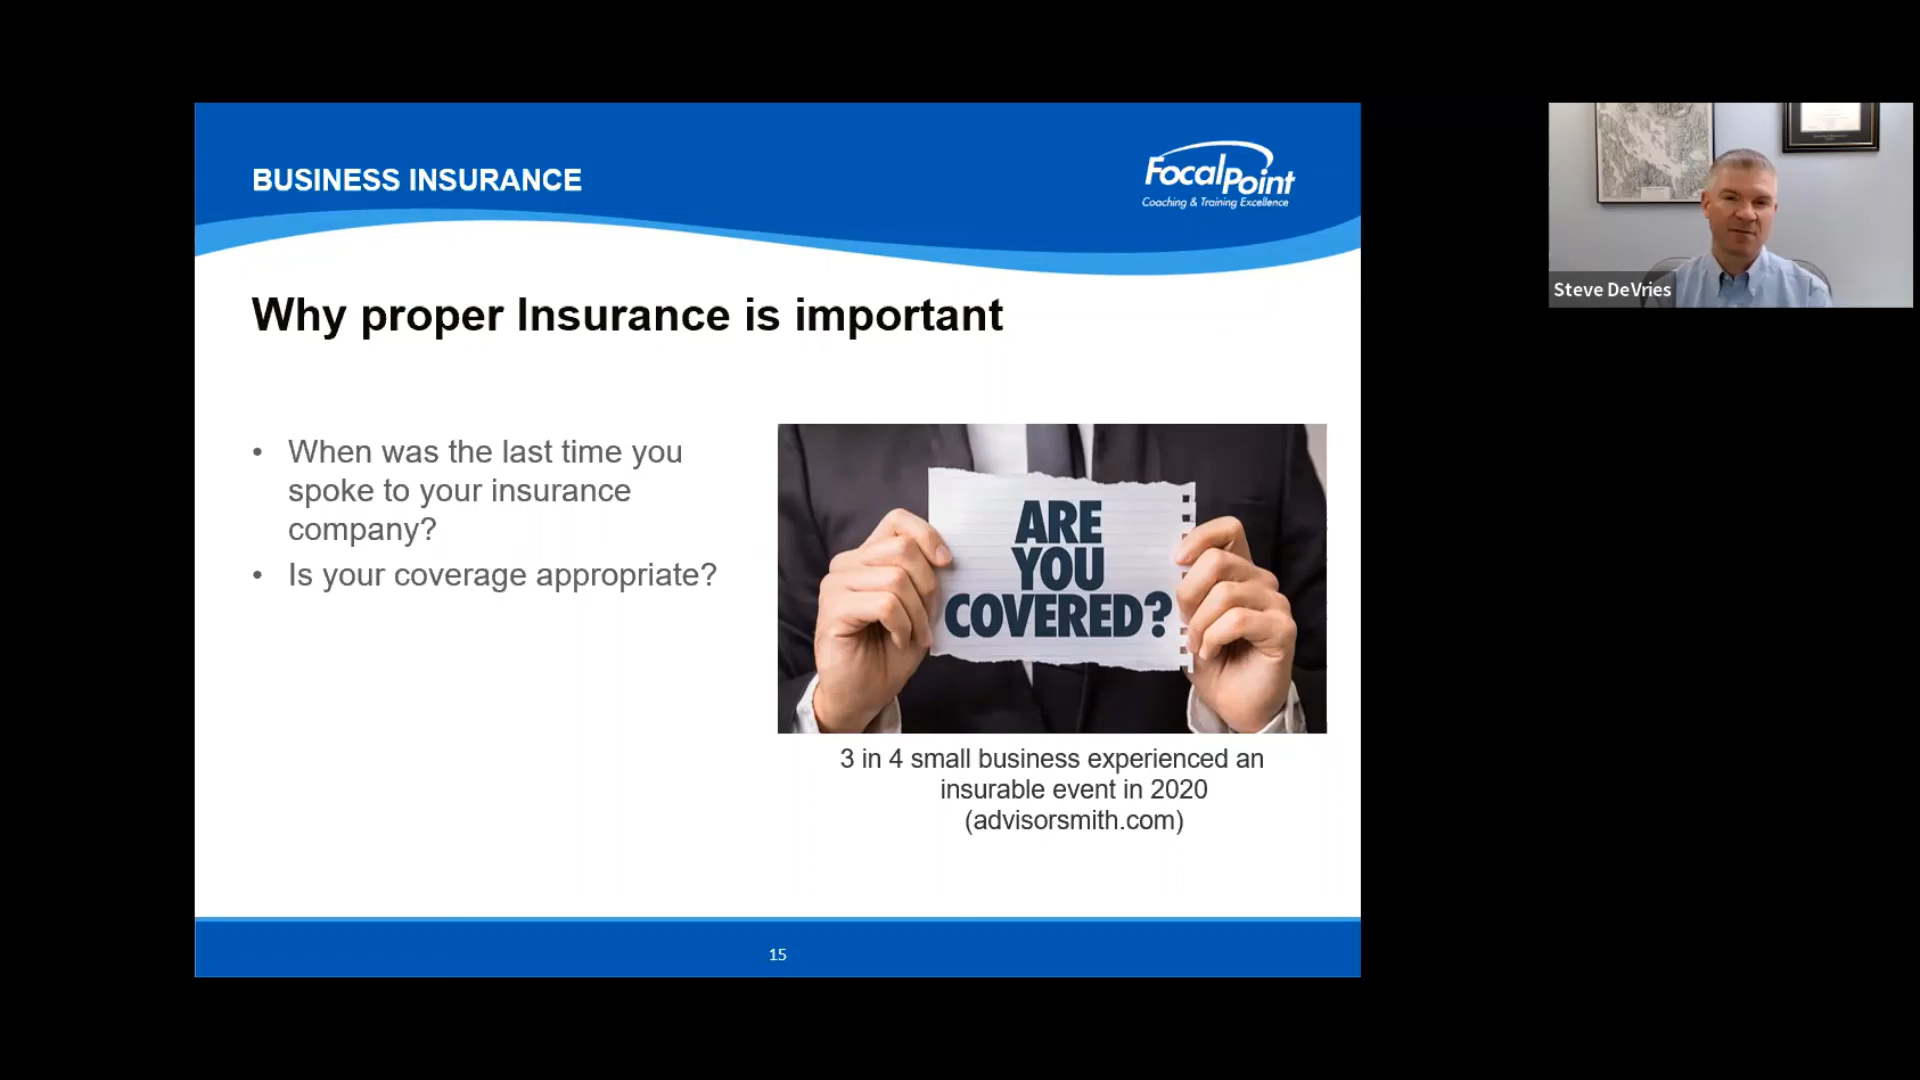 BUSINESS INSURANCE
FocalPoint
Coaching & Training Excellence
Why proper Insurance is important
• When was the last time you
spoke to your insurance
company?
• Is your coverage appropriate?
ARE
YOU
COVERED?
3 in 4 small business experienced an
insurable event in 2020
(advisorsmith.com)
15
Steve DeVries